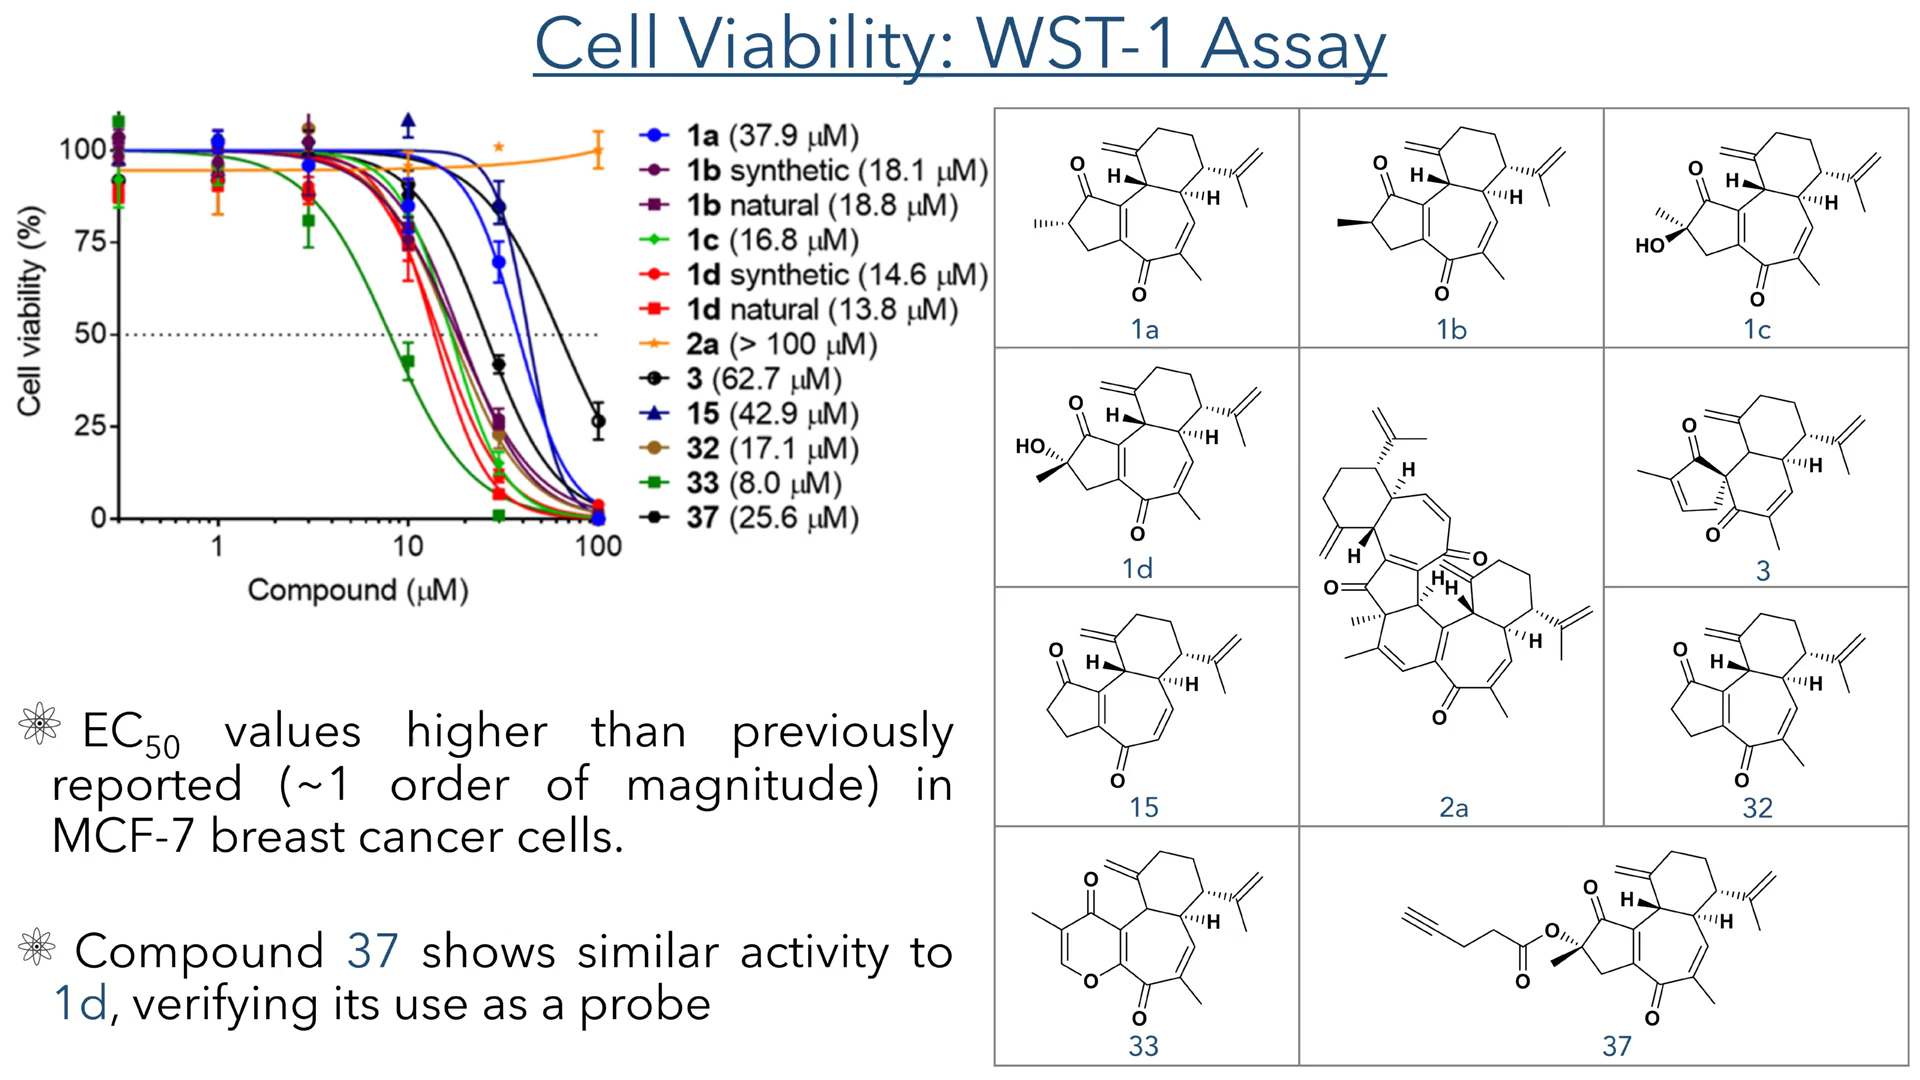 Cell Viability: WST-1 Assay
100
75
50
25
0
Cell viability (%)
1
10
100
Compound (μM)
1a (37.9 μM)
1b synthetic (18.1 μM)
1b natural (18.8 μM)
1c (16.8 μM)
1d synthetic (14.6 μM)
1d natural (13.8 μM)
2a (> 100 μM)
3 (62.7 μM)
15 (42.9 μM)
32 (17.1 μM)
33 (8.0 μM)
37 (25.6 μM)
EC50 values higher than previously
reported (~1 order of magnitude) in
MCF-7 breast cancer cells.
Compound 37 shows similar activity to
1d, verifying its use as a probe
O
H
H
O
1a
O
H
H
O
1b
O
H
H
HO
O
1c
O
H
H
HO
O
1d
H
H
O
O
H
H
H
O
2a
O
H
O
3
O
H
H
O
15
O
H
H
O
32
O
H
O
O
33
O
H
H
O
O
O
37